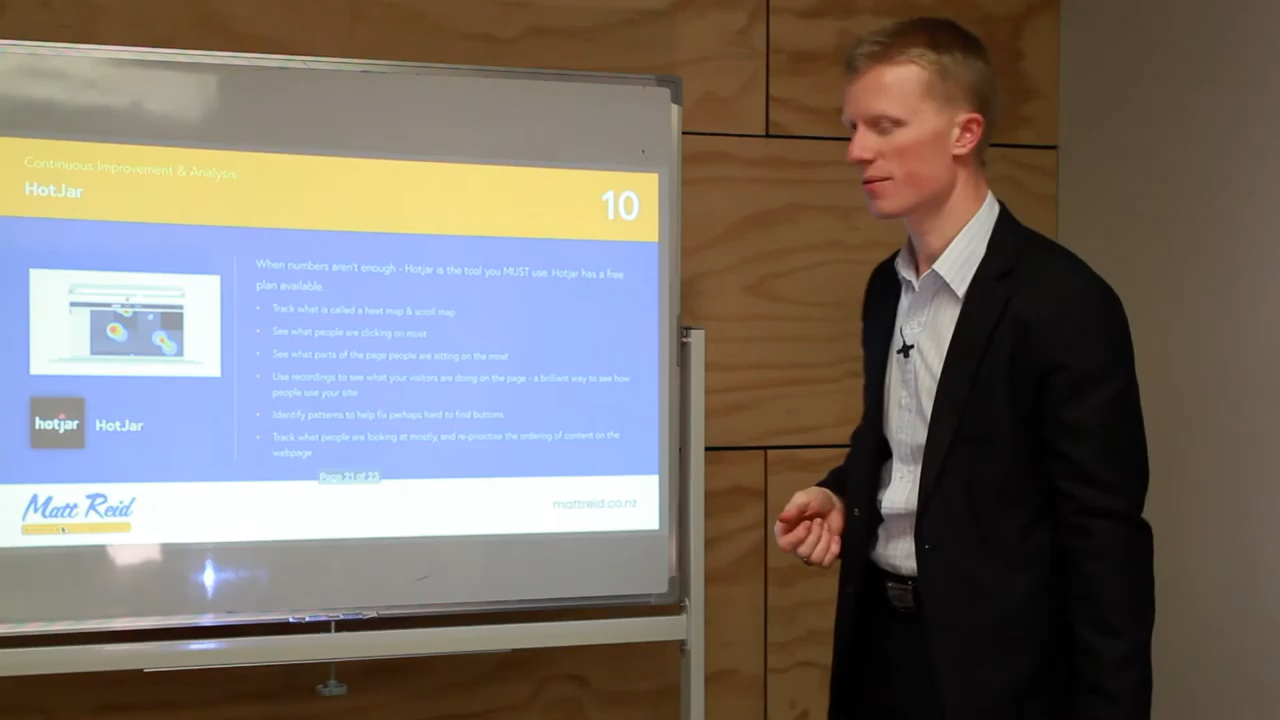 Continuous Improvement & Analysis
HotJar
10
When numbers aren't enough - Hotjar is the tool you MUST use. Hotjar has a free
plan available.
• Track what is called a heat map & scroll map
• See what people are clicking on most
• See what parts of the page people are sitting on the most
• Use recordings to see what your visitors are doing on the page - a brilliant way to see how
people use your site
• Identify patterns to help fix perhaps hard to find buttons
• Track what people are looking at mostly, and re-prioritise the ordering of content on the
webpage
hotjar
HotJar
Page 21 of 23
Matt Reid
mattreid.co.nz